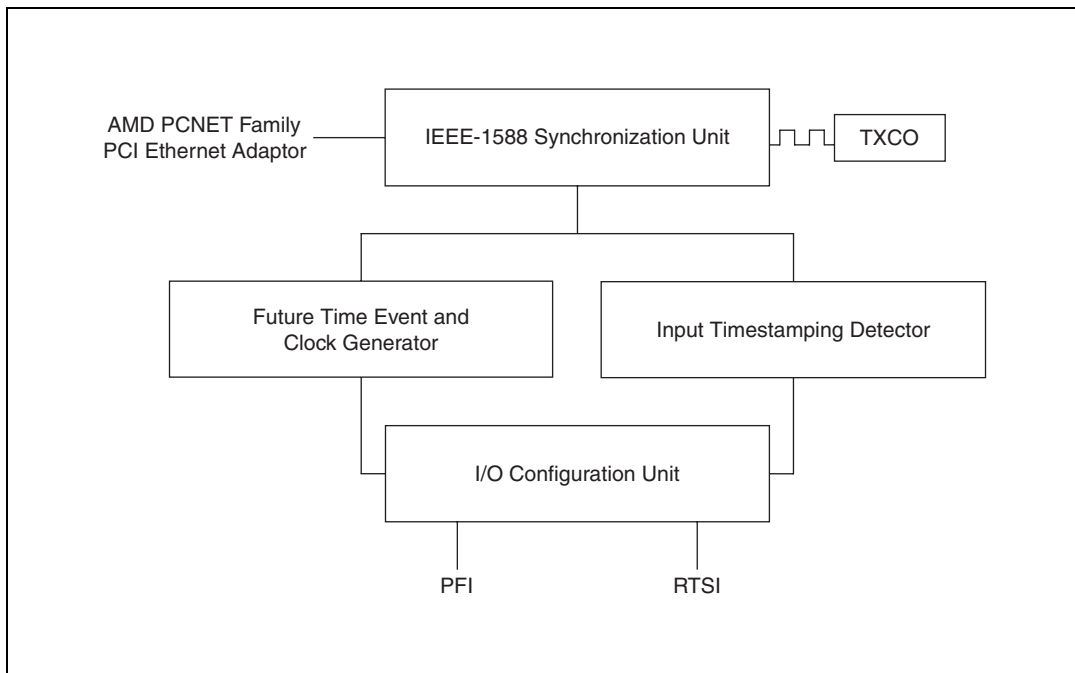 AMD PCNET Family
PCI Ethernet Adaptor
IEEE-1588 Synchronization Unit
TXCO
Future Time Event and
Clock Generator
Input Timestamping Detector
I/O Configuration Unit
PFI
RTSI